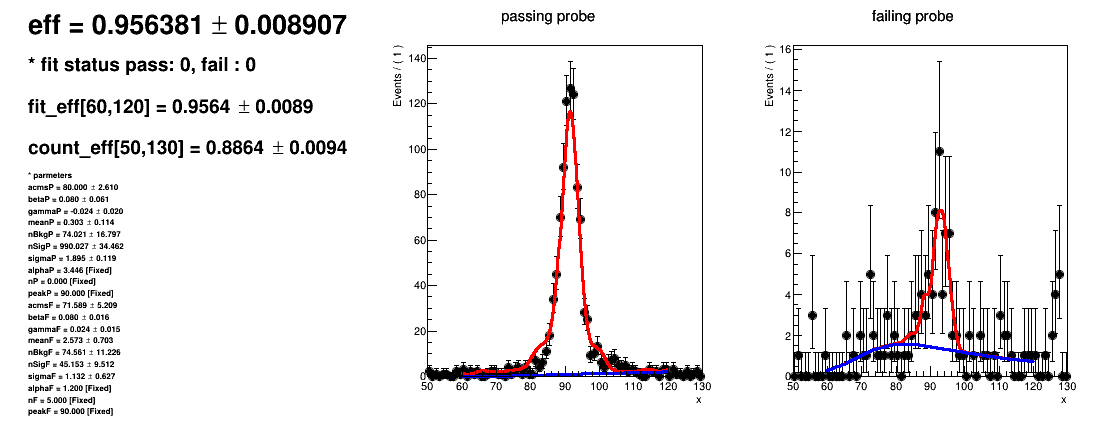 eff = 0.956381 ± 0.008907
* fit status pass: 0, fail : 0
fit_eff[60,120] = 0.9564 ± 0.0089
count_eff[50,130] = 0.8864 ± 0.0094
* parmeters
acmsP = 80.000 ± 2.610
betaP = 0.080 ± 0.061
gammaP = -0.024 ± 0.020
meanP = 0.303 ± 0.114
nBkgP = 74.021 ± 16.797
nSigP = 990.027 ± 34.462
sigmaP = 1.895 ± 0.119
alphaP = 3.446 [Fixed]
nP = 0.000 [Fixed]
peakP = 90.000 [Fixed]
acmsF = 71.589 ± 5.209
betaF = 0.080 ± 0.016
gammaF = 0.024 ± 0.015
meanF = 2.573 ± 0.703
nBkgF = 74.561 ± 11.226
nSigF = 45.153 ± 9.512
sigmaF = 1.132 ± 0.627
alphaF = 1.200 [Fixed]
nF = 5.000 [Fixed]
peakF = 90.000 [Fixed]
passing probe
Events / ( 1 )
140
120
100
80
60
40
20
0
50 60 70 80 90 100 110 120 130
x
failing probe
Events / ( 1 )
16
14
12
10
8
6
4
2
0
50 60 70 80 90 100 110 120 130
x